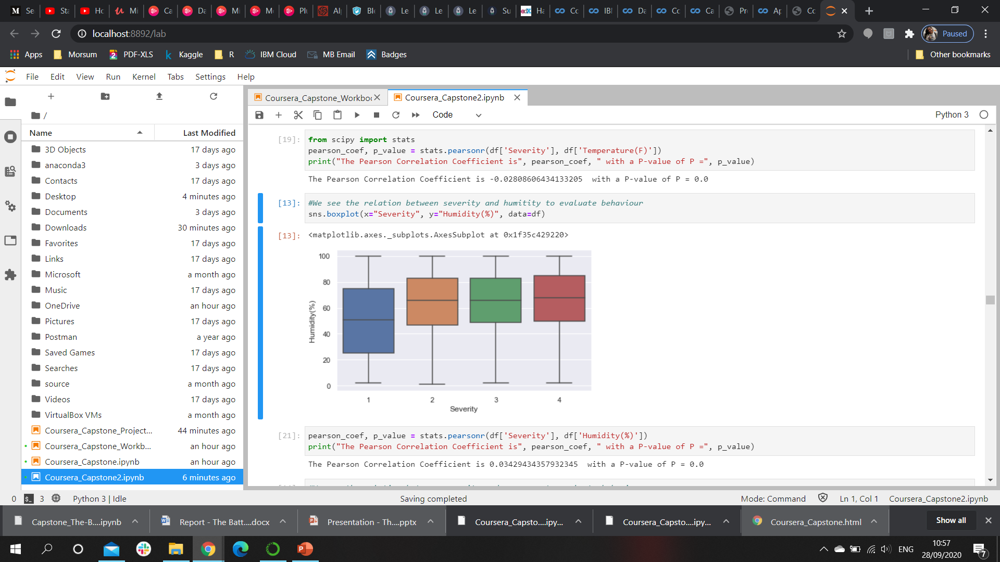 Se
Sta
Ho
Mi
Ca
Da
Mi
Mo
Plu
Al
Ble
Le
Le
Le
Su
Ha
Co
IBI
Da
Co
Ca
Pr
Ap
Co
localhost:8892/lab
Paused
Apps
Morsum
PDF-XLS
Kaggle
R
IBM Cloud
MB Email
Badges
Other bookmarks
File Edit View Run Kernel Tabs Settings Help
Coursera_Capstone_Workboo
Coursera_Capstone2.ipynb
Code
Python 3
/
Name Last Modified
3D Objects 17 days ago
anaconda3 3 days ago
Contacts 17 days ago
Desktop 4 minutes ago
Documents 3 days ago
Downloads 30 minutes ago
Favorites 17 days ago
Links 17 days ago
Microsoft a month ago
Music 17 days ago
OneDrive an hour ago
Pictures 17 days ago
Postman a year ago
Saved Games 17 days ago
Searches 17 days ago
source a month ago
Videos 17 days ago
VirtualBox VMs a month ago
Coursera_Capstone_Project... 44 minutes ago
Coursera_Capstone_Workb... an hour ago
Coursera_Capstone.ipynb an hour ago
Coursera_Capstone2.ipynb 6 minutes ago
[19]: from scipy import stats
pearson_coef, p_value = stats.pearsonr(df['Severity'], df['Temperature(F)'])
print("The Pearson Correlation Coefficient is", pearson_coef, " with a P-value of P =", p_value)
The Pearson Correlation Coefficient is -0.02808606434133205  with a P-value of P = 0.0
[13]: #We see the relation between severity and humitity to evaluate behaviour
sns.boxplot(x="Severity", y="Humidity(%)", data=df)
[13]: <matplotlib.axes._subplots.AxesSubplot at 0x1f35c429220>
100
80
60
40
20
0
Humidity(%)
1 2 3 4
Severity
[21]: pearson_coef, p_value = stats.pearsonr(df['Severity'], df['Humidity(%)'])
print("The Pearson Correlation Coefficient is", pearson_coef, " with a P-value of P =", p_value)
The Pearson Correlation Coefficient is 0.03429434357932345  with a P-value of P = 0.0
0 $_ 3 Python 3 | Idle
Saving completed
Mode: Command
Ln 1, Col 1
Coursera_Capstone2.ipynb
Capstone_The-B....ipynb
Report - The Batt....docx
Presentation - Th....pptx
Coursera_Capsto....ipy...
Coursera_Capsto....ipy...
Coursera_Capstone.html
Show all
ENG
10:57
28/09/2020
7